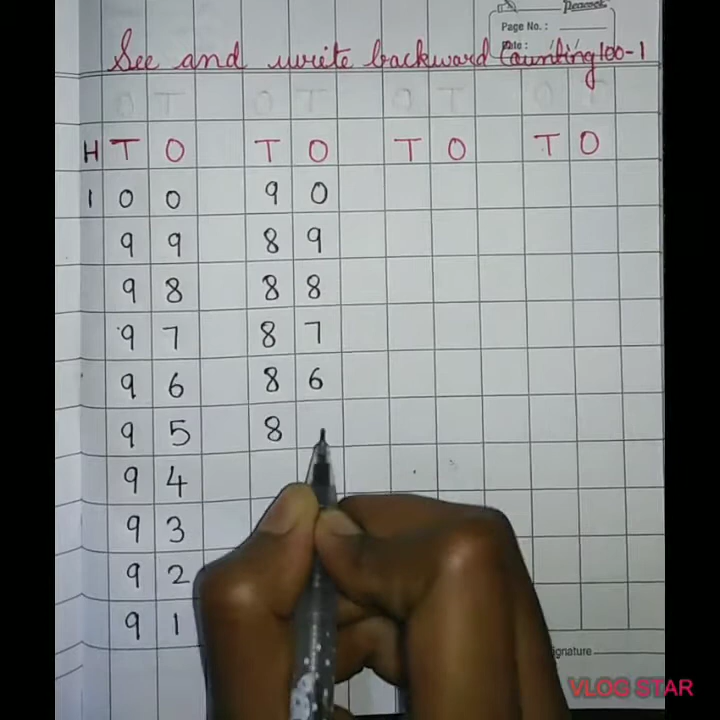 Peacock
Page No.:
Date:
See and write backward Counting 100-1
H T O T O T O T O
1 0 0 9 0
9 9 8 9
9 8 8 8
9 7 8 7
9 6 8 6
9 5 8
9 4
9 3
9 2
9 1
ignature
VLOG STAR